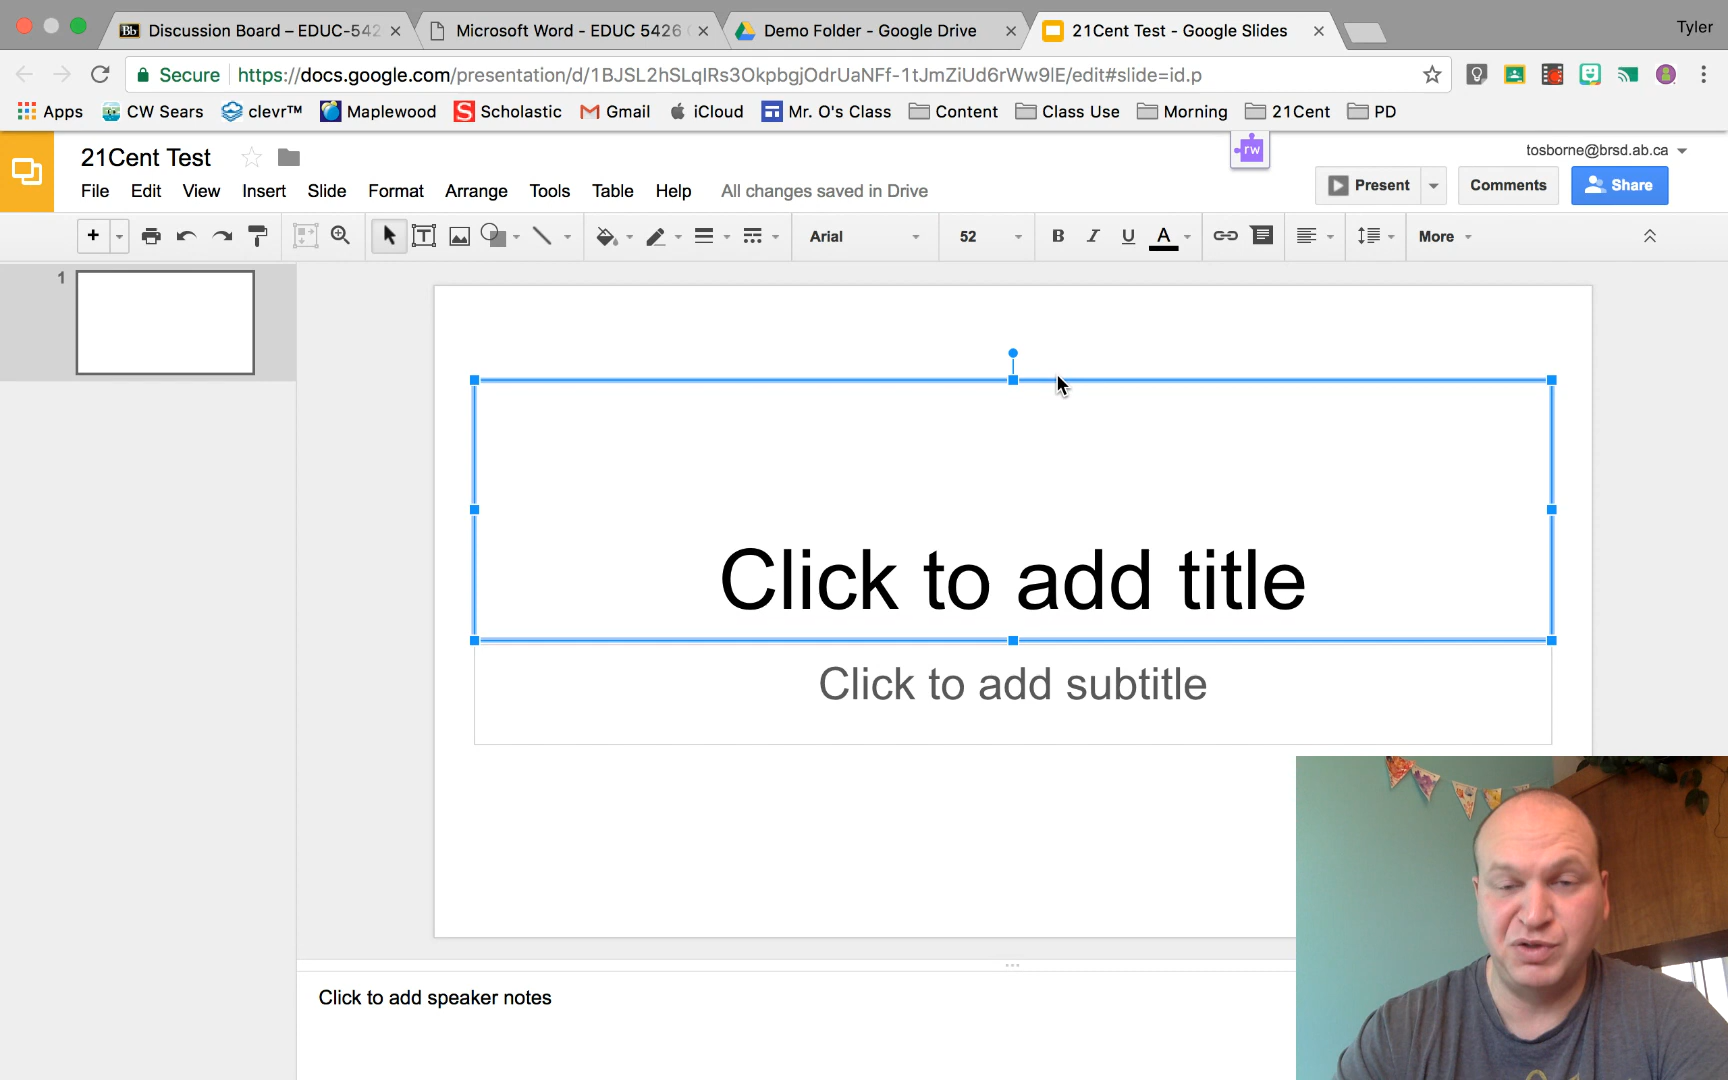 Discussion Board – EDUC-542
Microsoft Word - EDUC 5426
Demo Folder - Google Drive
21Cent Test - Google Slides
Tyler
Secure
https://docs.google.com/presentation/d/1BJSL2hSLqlRs3OkpbgjOdrUaNFf-1tJmZiUd6rWw9lE/edit#slide=id.p
Apps
CW Sears
clevr™
Maplewood
Scholastic
Gmail
iCloud
Mr. O's Class
Content
Class Use
Morning
21Cent
PD
rw
21Cent Test
tosborne@brsd.ab.ca
File Edit View Insert Slide Format Arrange Tools Table Help All changes saved in Drive
Present
Comments
Share
Arial
52
B I U A
More
1
Click to add title
Click to add subtitle
Click to add speaker notes